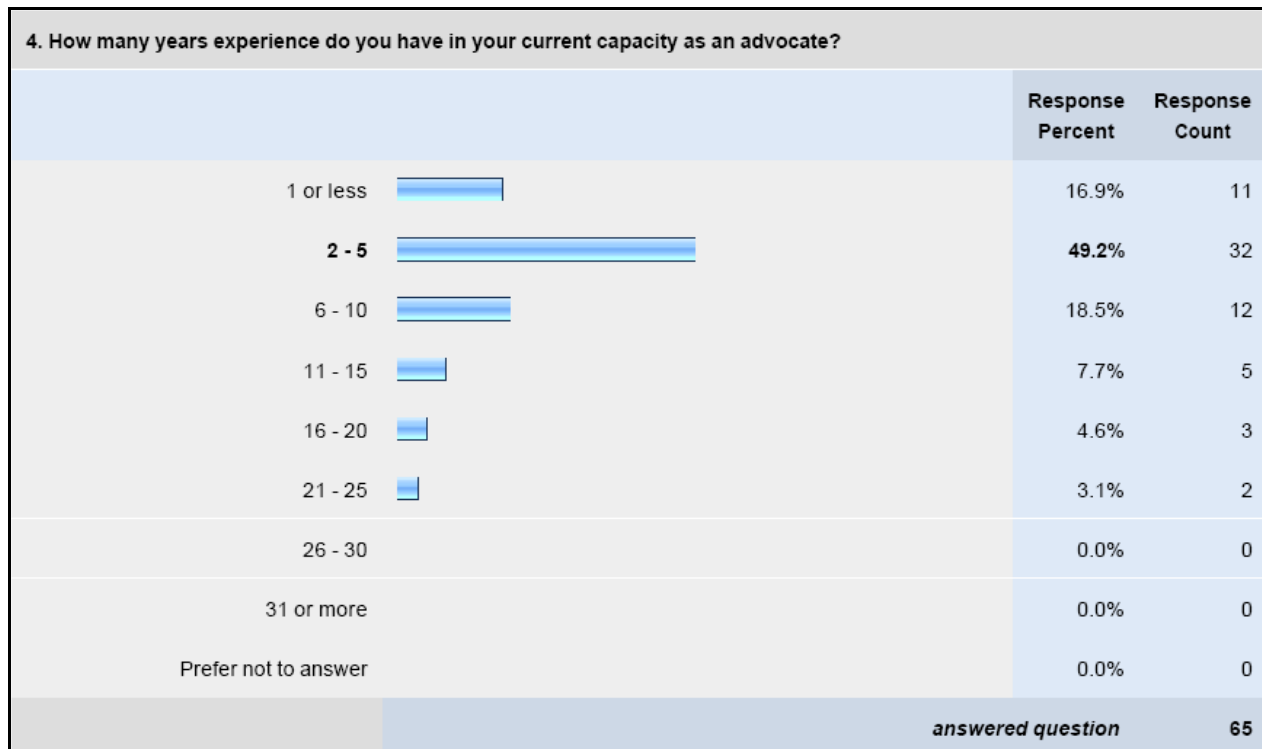 4. How many years experience do you have in your current capacity as an advocate?
Response Percent Response Count
1 or less 16.9% 11
2 - 5 49.2% 32
6 - 10 18.5% 12
11 - 15 7.7% 5
16 - 20 4.6% 3
21 - 25 3.1% 2
26 - 30 0.0% 0
31 or more 0.0% 0
Prefer not to answer 0.0% 0
answered question 65